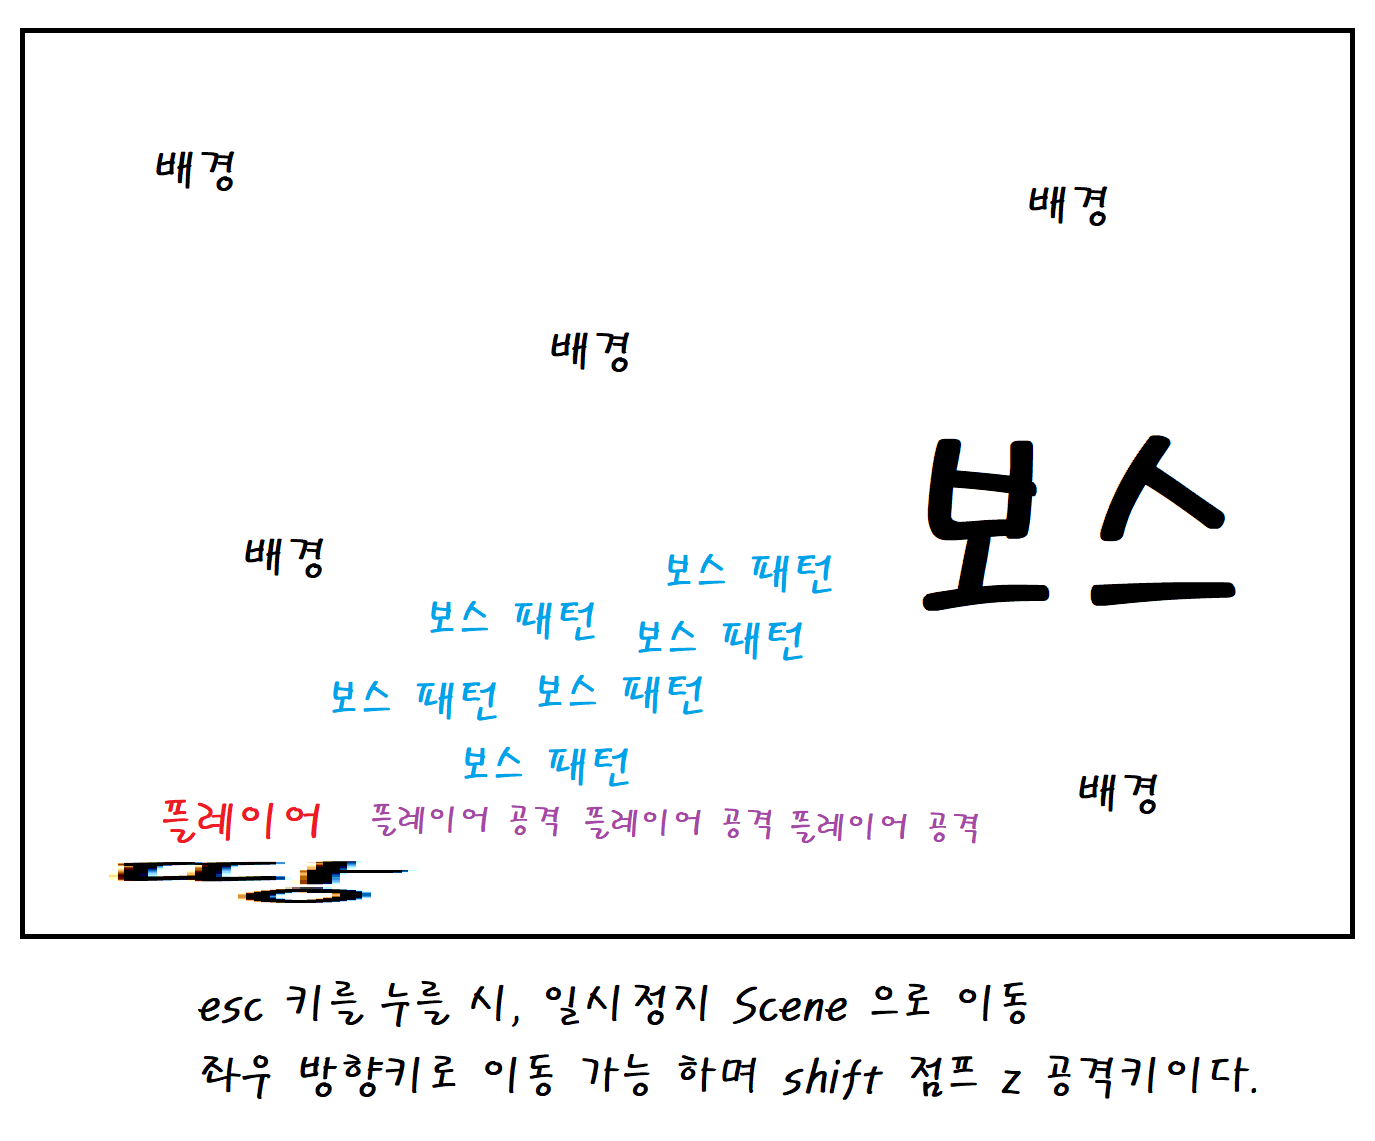 배경
배경
배경
보스
배경
보스 패턴
보스 패턴
보스 패턴
보스 패턴
보스 패턴
보스 패턴
플레이어
플레이어 공격
플레이어 공격
플레이어 공격
땅
배경
esc 키를 누를 시, 일시정지 Scene 으로 이동
좌우 방향키로 이동 가능 하며 shift 점프 z 공격키이다.